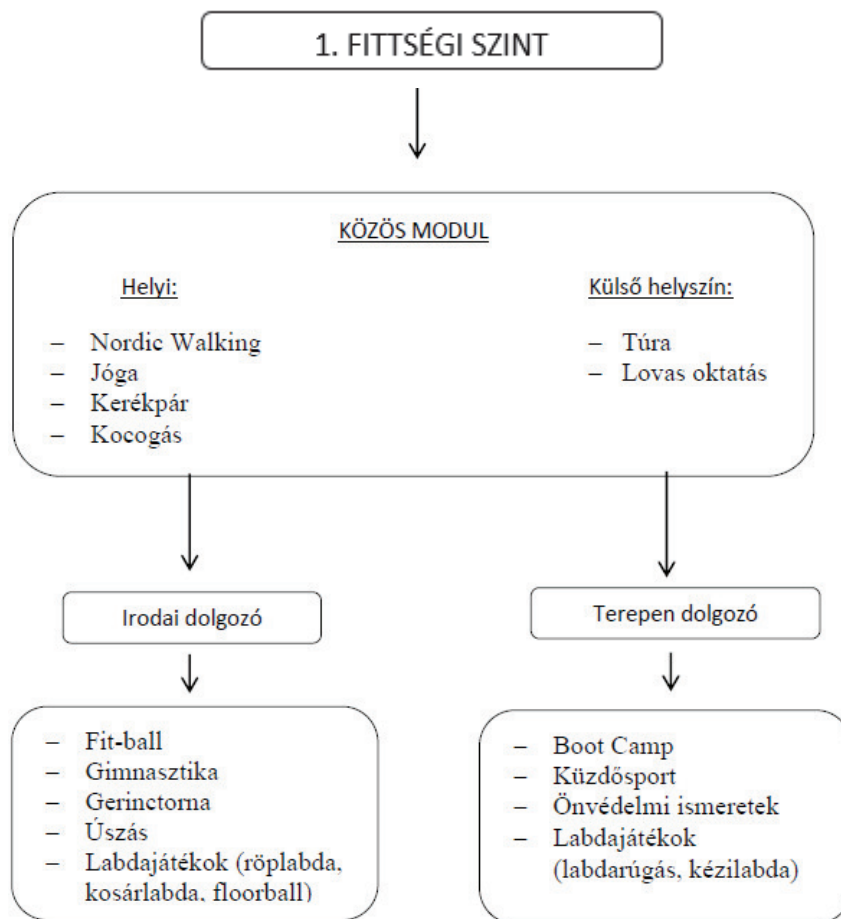 1. FITTSÉGI SZINT
KÖZÖS MODUL
Helyi:
– Nordic Walking
– Jóga
– Kerékpár
– Kocogás
Külső helyszín:
– Túra
– Lovas oktatás
Irodai dolgozó
– Fit-ball
– Gimnasztika
– Gerinctorna
– Úszás
– Labdajátékok (röplabda,
kosárlabda, floorball)
Terepen dolgozó
– Boot Camp
– Küzdősport
– Önvédelmi ismeretek
– Labdajátékok
(labdarúgás, kézilabda)